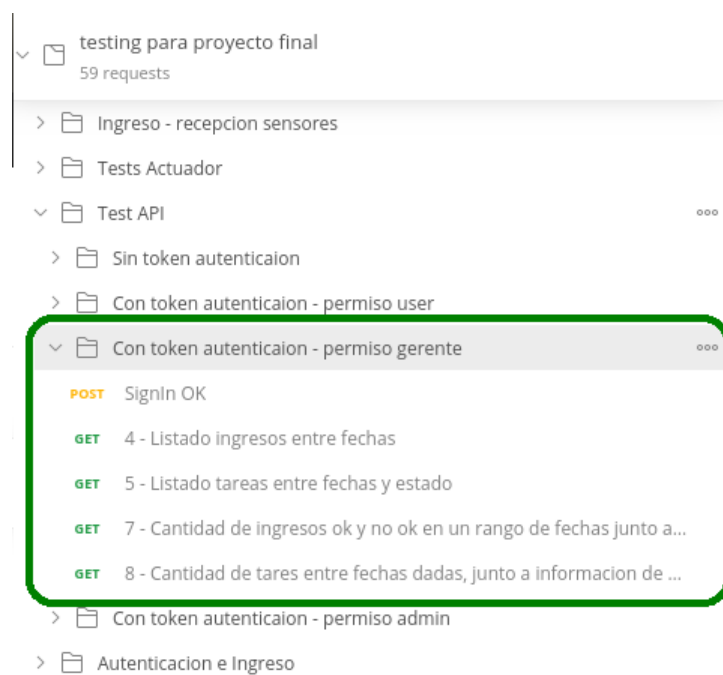 testing para proyecto final
59 requests
Ingreso - recepcion sensores
Tests Actuador
Test API
Sin token autenticaion
Con token autenticaion - permiso user
Con token autenticaion - permiso gerente
POST SignIn OK
GET 4 - Listado ingresos entre fechas
GET 5 - Listado tareas entre fechas y estado
GET 7 - Cantidad de ingresos ok y no ok en un rango de fechas junto a...
GET 8 - Cantidad de tares entre fechas dadas, junto a informacion de ...
Con token autenticaion - permiso admin
Autenticacion e Ingreso